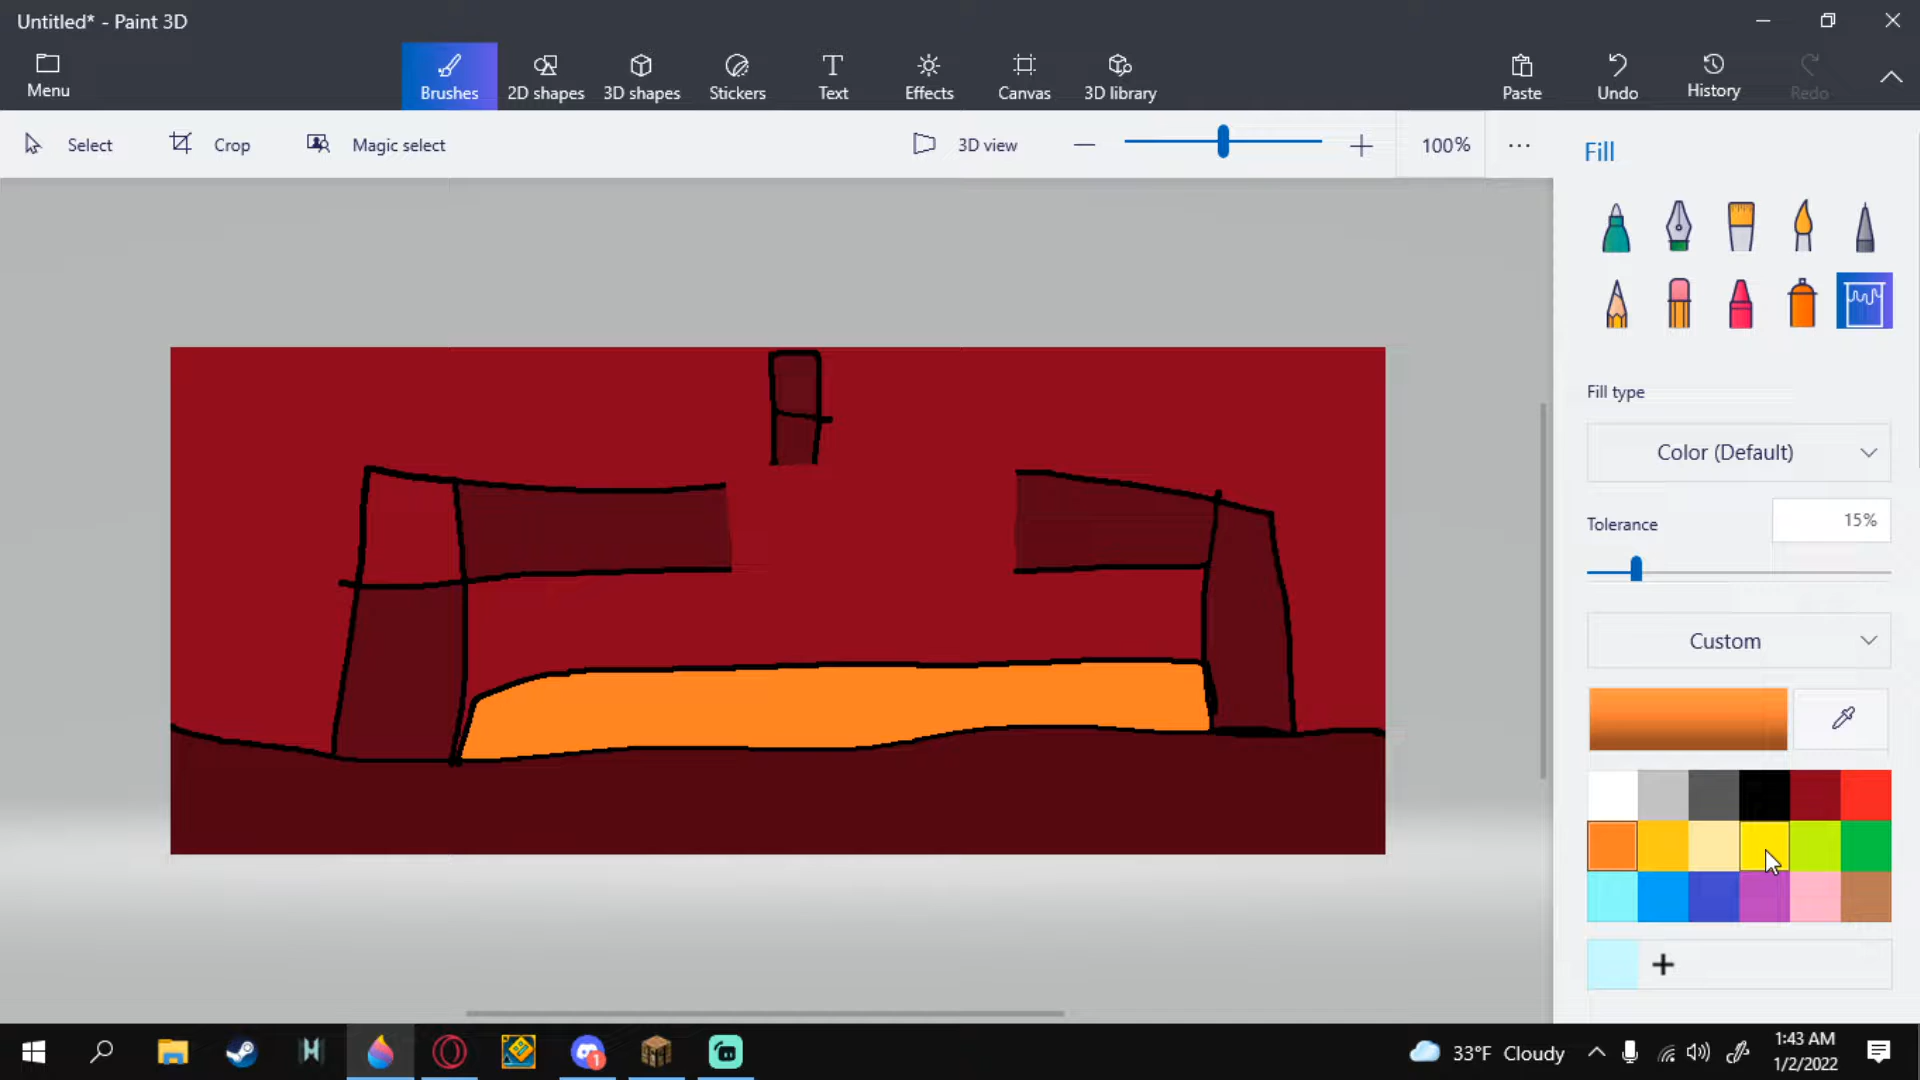 Untitled* - Paint 3D
Menu
Brushes
2D shapes
3D shapes
Stickers
Text
Effects
Canvas
3D library
Paste
Undo
History
Redo
Select
Crop
Magic select
3D view
100%
Fill
Fill type
Color (Default)
Tolerance
15%
Custom
1
33°F Cloudy
1:43 AM
1/2/2022